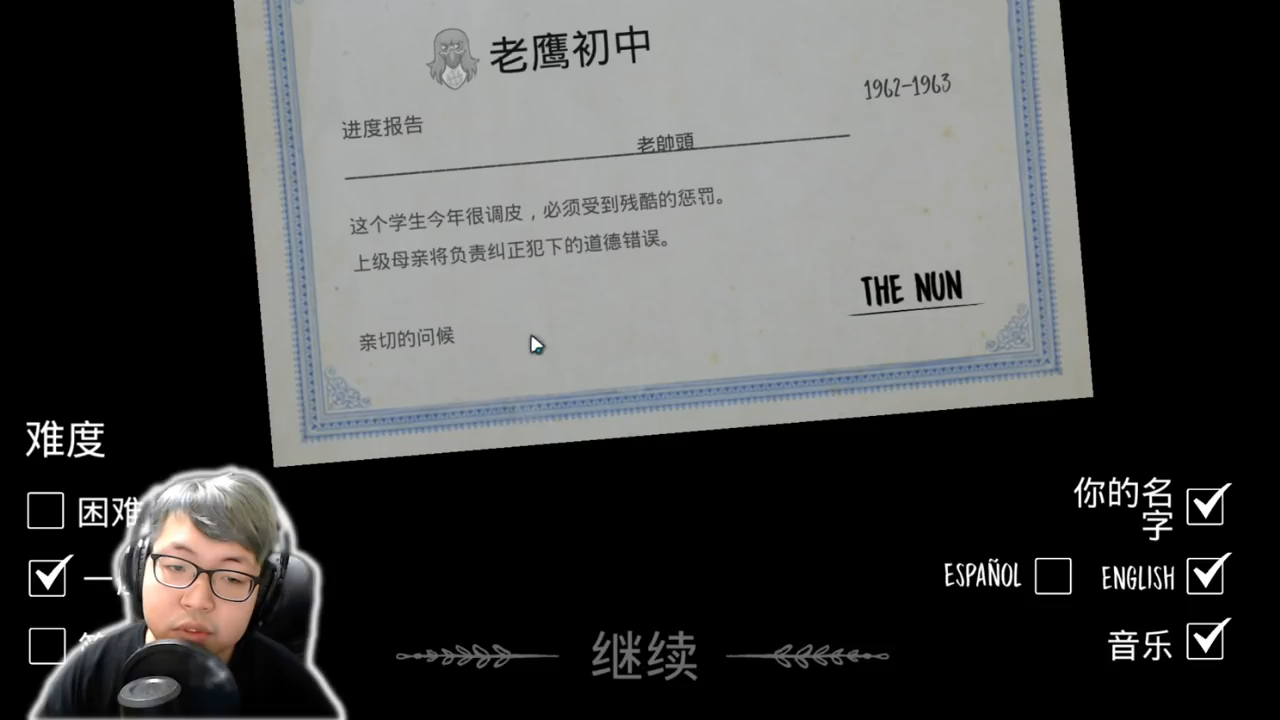 老鹰初中
1962-1963
进度报告
老帥頭
这个学生今年很调皮，必须受到残酷的惩罚。
上级母亲将负责纠正犯下的道德错误。
THE NUN
亲切的问候
难度
困难
一
你的名
字
ESPAÑOL
ENGLISH
音乐
继续